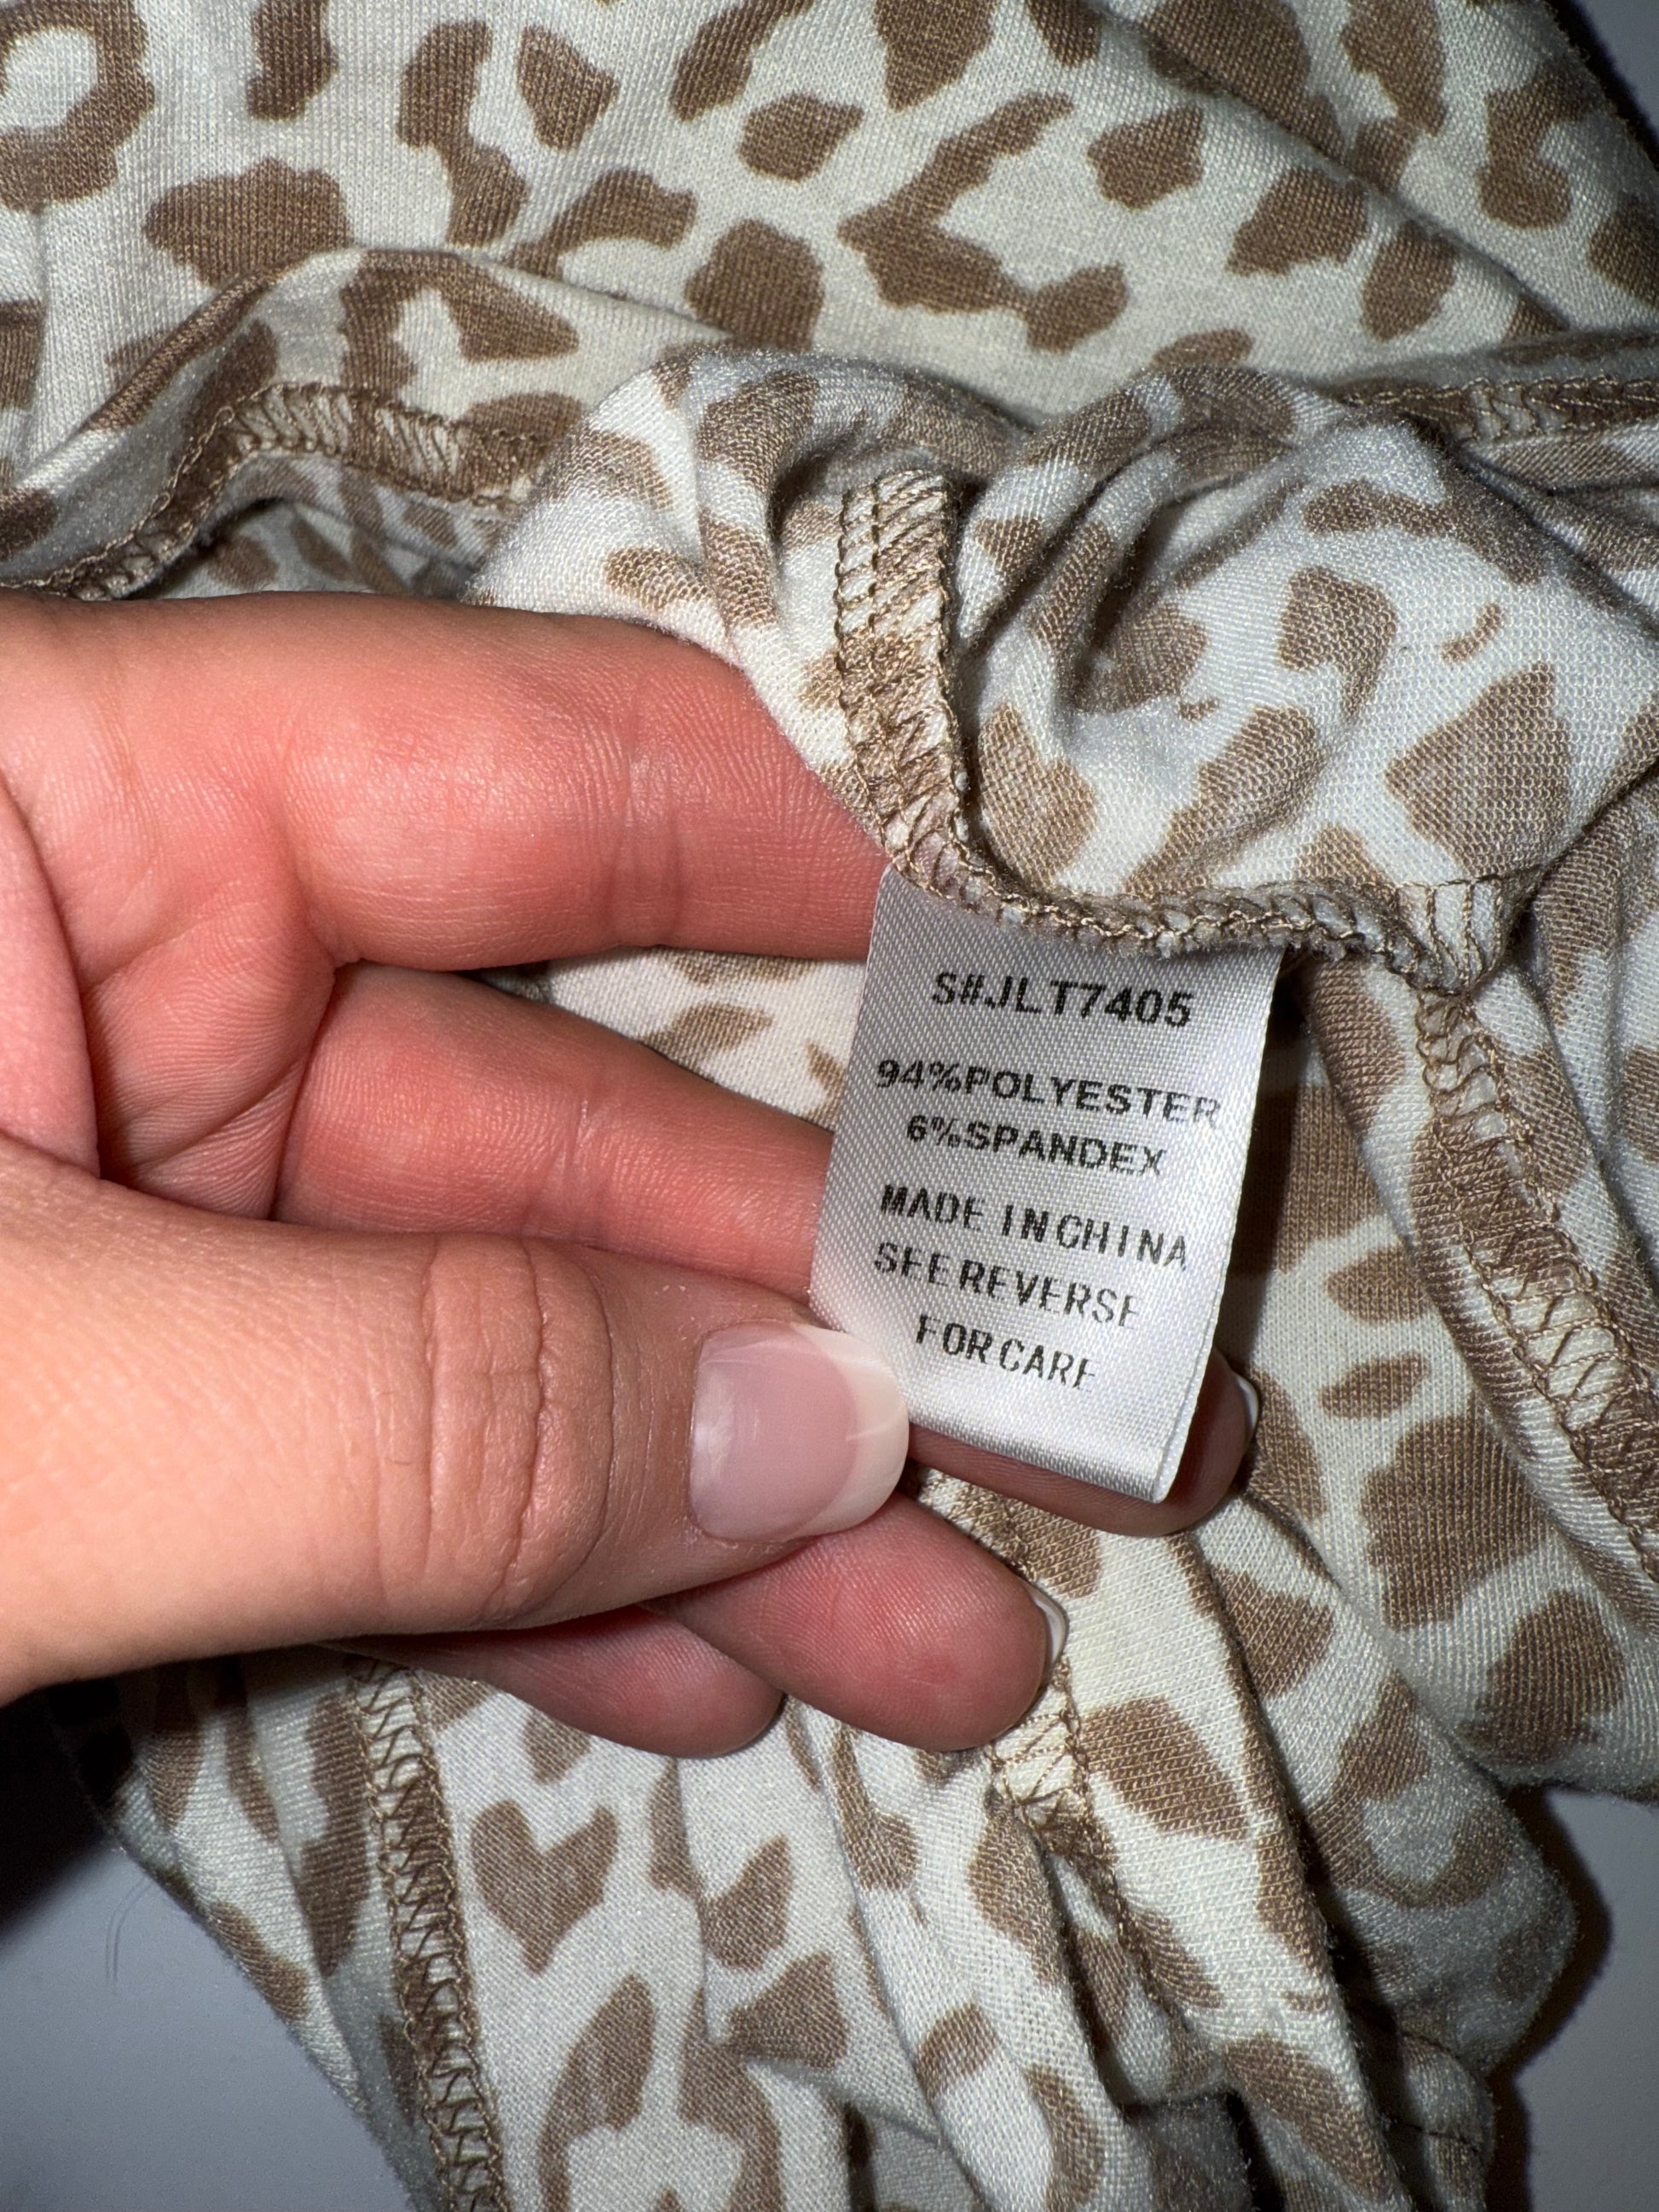 S#JLT7405
94%POLYESTER
6%SPANDEX
MADE IN CHINA
SEE REVERSE
FOR CARE